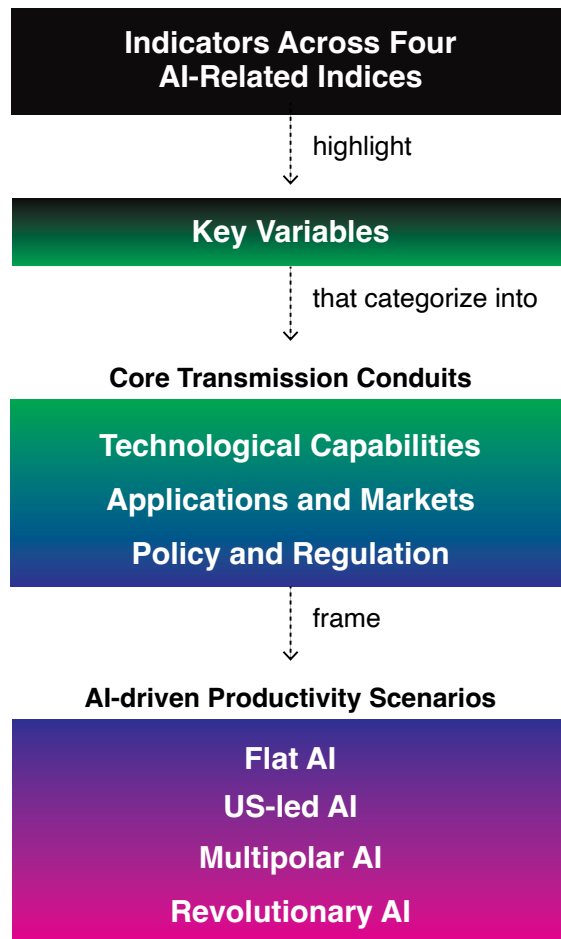 Indicators Across Four
AI-Related Indices
highlight
Key Variables
that categorize into
Core Transmission Conduits
Technological Capabilities
Applications and Markets
Policy and Regulation
frame
AI-driven Productivity Scenarios
Flat AI
US-led AI
Multipolar AI
Revolutionary AI